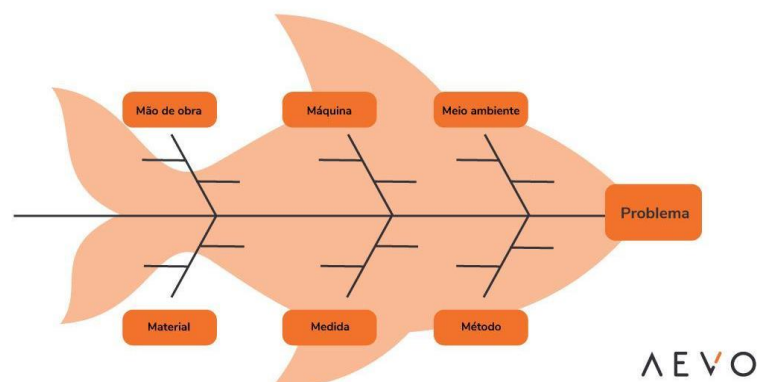 Mão de obra
Máquina
Meio ambiente
Problema
Material
Medida
Método
AEVO